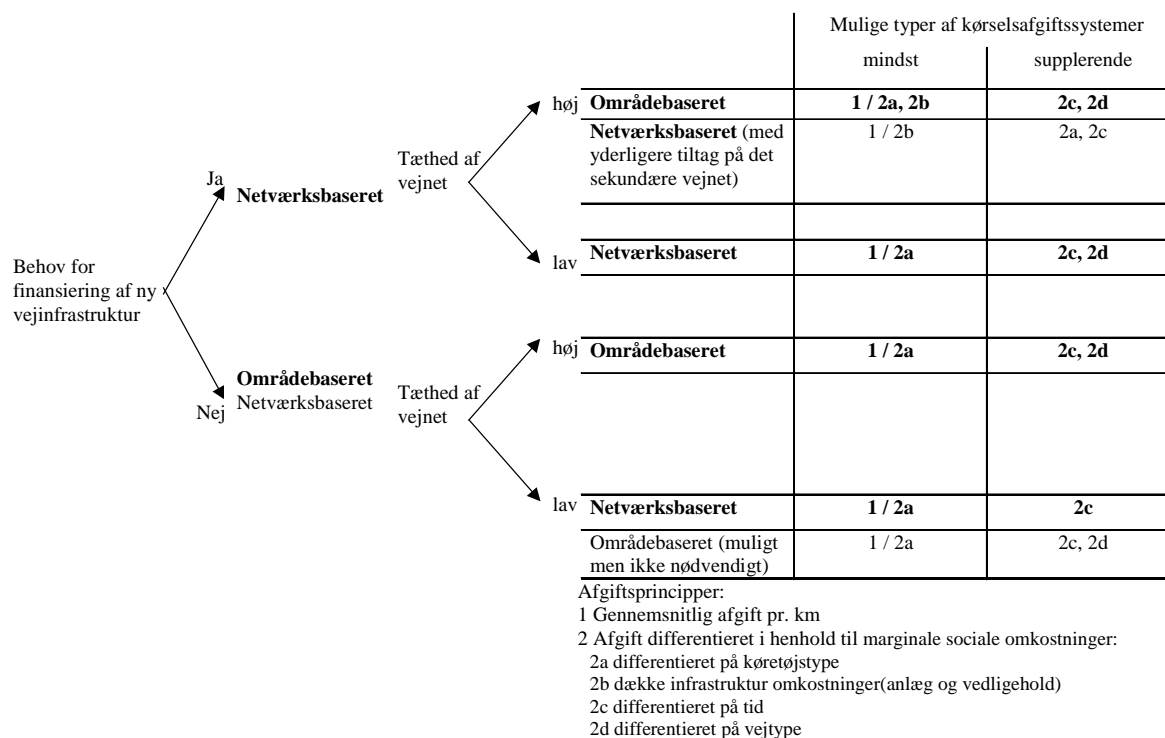 Mulige typer af kørselsafgiftssystemer
mindst supplerende
høj Områdebaseret 1 / 2a, 2b 2c, 2d
Netværksbaseret (med 1 / 2b 2a, 2c
yderligere tiltag på det
sekundære vejnet)
Tæthed af
vejnet
Ja
Netværksbaseret
lav Netværksbaseret 1 / 2a 2c, 2d
Behov for
finansiering af ny
vejinfrastruktur
høj Områdebaseret 1 / 2a 2c, 2d
Områdebaseret
Netværksbaseret
Nej
Tæthed af
vejnet
lav Netværksbaseret 1 / 2a 2c
Områdebaseret (muligt 1 / 2a 2c, 2d
men ikke nødvendigt)
Afgiftsprincipper:
1 Gennemsnitlig afgift pr. km
2 Afgift differentieret i henhold til marginale sociale omkostninger:
2a differentieret på køretøjstype
2b dække infrastruktur omkostninger(anlæg og vedligehold)
2c differentieret på tid
2d differentieret på vejtype